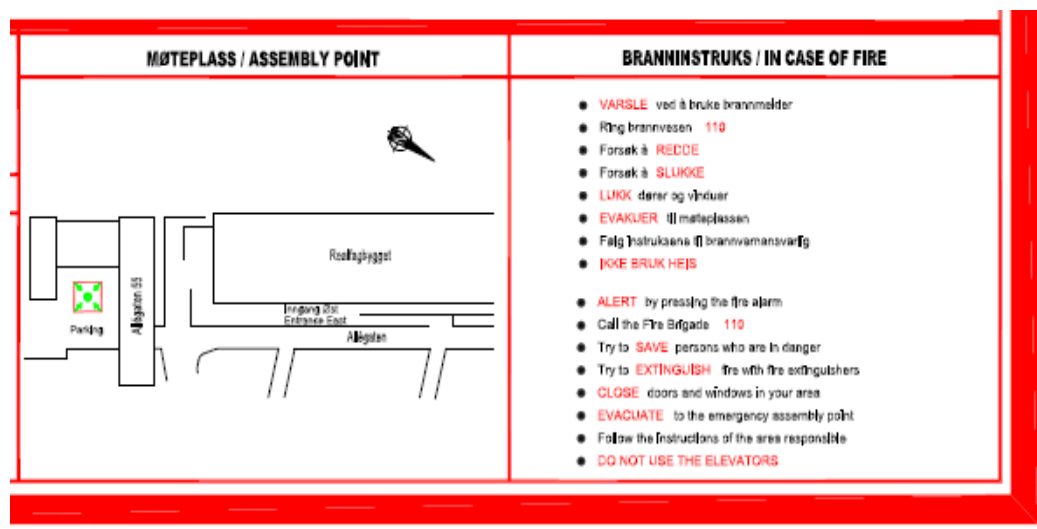 MØTEPLASS / ASSEMBLY POINT
Realfagbygget
Inngang Øst
Entrance East
Allégaten
Allégaten 55
Parking
BRANNINSTRUKS / IN CASE OF FIRE
● VARSLE ved å bruke brannmelder
● Ring brannvesen 110
● Forsøk å REDDE
● Forsøk å SLUKKE
● LUKK dører og vinduer
● EVAKUER til møteplassen
● Følg instruksene til brannvernansvarlig
● IKKE BRUK HEIS
● ALERT by pressing the fire alarm
● Call the Fire Brigade 110
● Try to SAVE persons who are in danger
● Try to EXTINGUISH fire with fire extinguishers
● CLOSE doors and windows in your area
● EVACUATE to the emergency assembly point
● Follow the instructions of the area responsible
● DO NOT USE THE ELEVATORS